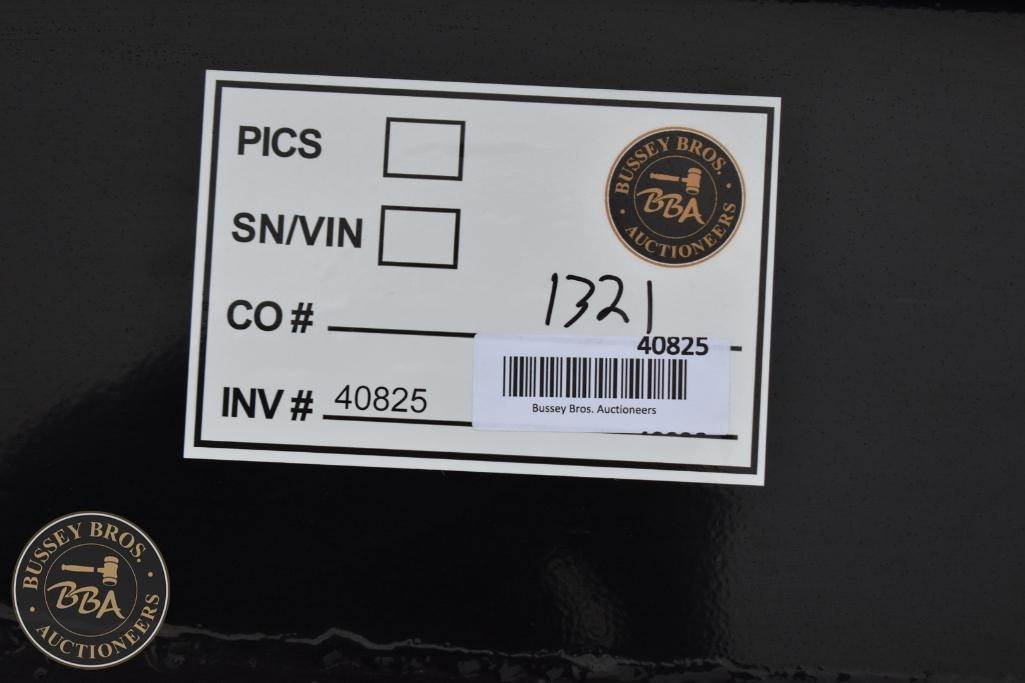 PICS
BUSSEY BROS.
BBA
AUCTIONEERS
SN/VIN
CO # 1321
40825
INV # 40825
Bussey Bros. Auctioneers
BUSSEY BROS.
BBA
AUCTIONEERS